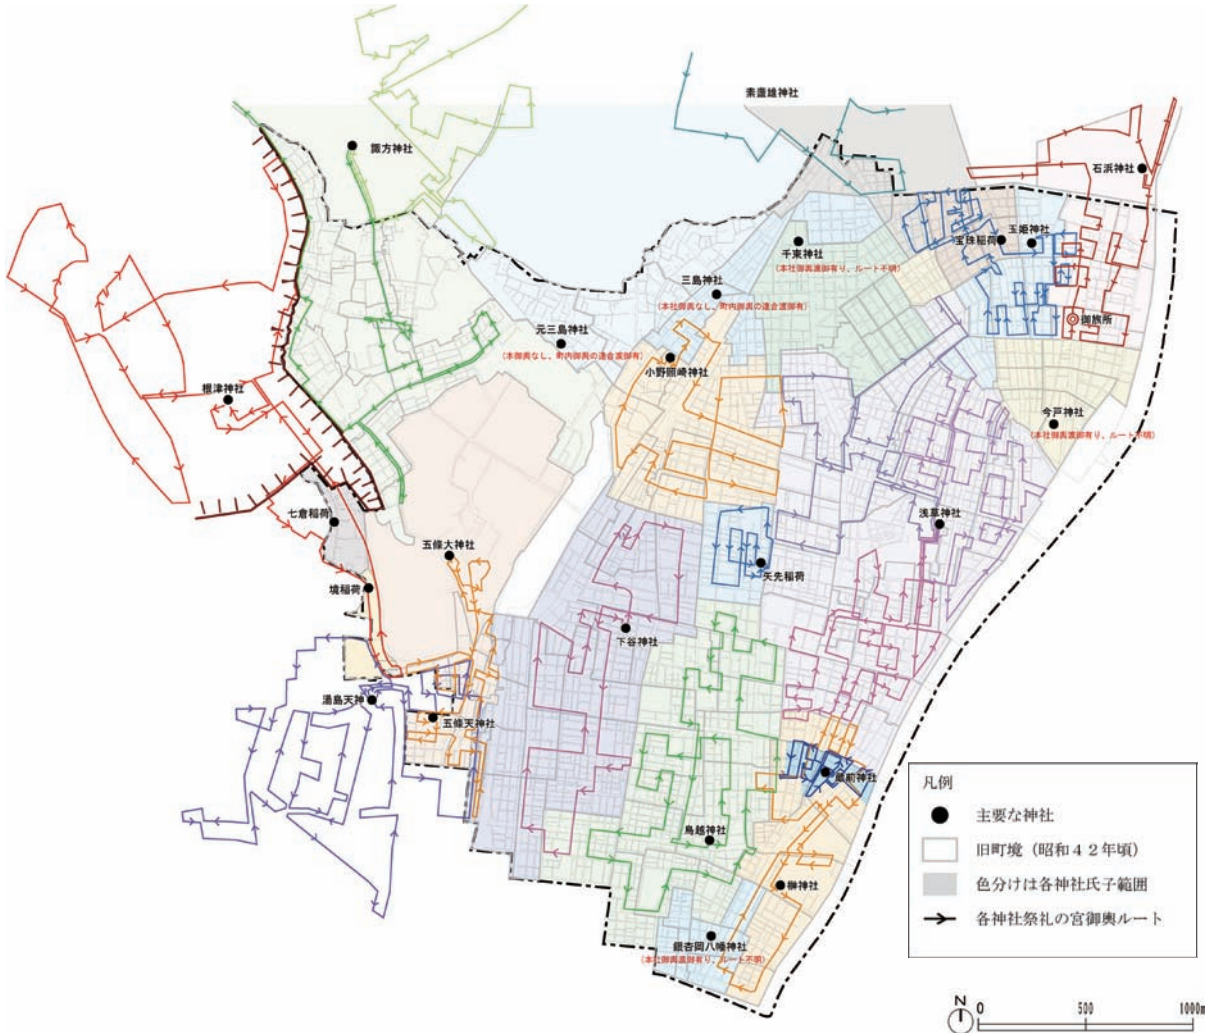 素盞雄神社
諏方神社
石浜神社
玉姫神社
宝珠稲荷
千束神社
(本社御輿渡御有り、ルート不明)
三島神社
(本社御輿なし、町内御輿の連合渡御有)
御旅所
元三島神社
(本御輿なし、町内御輿の連合渡御有)
小野照崎神社
根津神社
今戸神社
(本社御輿渡御有り、ルート不明)
七倉稲荷
浅草神社
五條大神社
矢先稲荷
境稲荷
下谷神社
湯島天神
五條天神社
蔵前神社
鳥越神社
榊神社
銀杏岡八幡神社
(本社御輿渡御有り、ルート不明)
凡例
主要な神社
旧町境(昭和42年頃)
色分けは各神社氏子範囲
各神社祭礼の宮御輿ルート
N
0 500 1000m